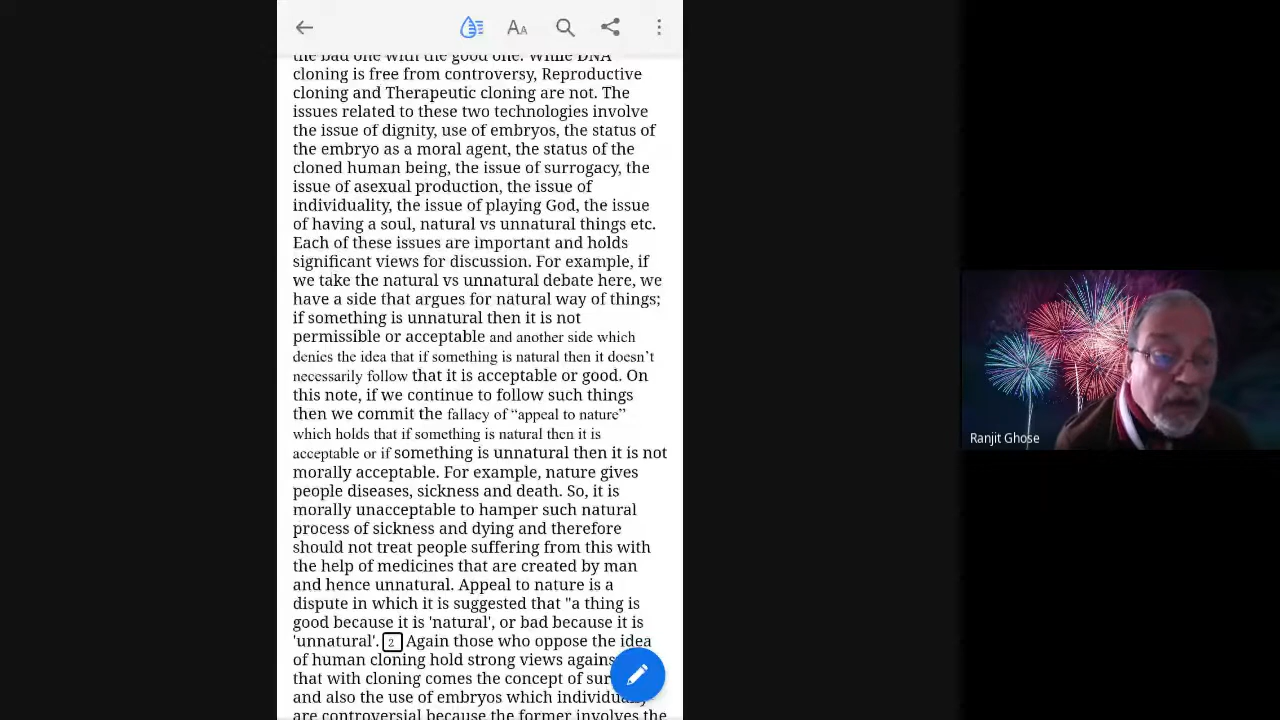 the bad one with the good one. While DNA
cloning is free from controversy, Reproductive
cloning and Therapeutic cloning are not. The
issues related to these two technologies involve
the issue of dignity, use of embryos, the status of
the embryo as a moral agent, the status of the
cloned human being, the issue of surrogacy, the
issue of asexual production, the issue of
individuality, the issue of playing God, the issue
of having a soul, natural vs unnatural things etc.
Each of these issues are important and holds
significant views for discussion. For example, if
we take the natural vs unnatural debate here, we
have a side that argues for natural way of things;
if something is unnatural then it is not
permissible or acceptable and another side which
denies the idea that if something is natural then it doesn't
necessarily follow that it is acceptable or good. On
this note, if we continue to follow such things
then we commit the fallacy of “appeal to nature”
which holds that if something is natural then it is
acceptable or if something is unnatural then it is not
morally acceptable. For example, nature gives
people diseases, sickness and death. So, it is
morally unacceptable to hamper such natural
process of sickness and dying and therefore
should not treat people suffering from this with
the help of medicines that are created by man
and hence unnatural. Appeal to nature is a
dispute in which it is suggested that "a thing is
good because it is 'natural', or bad because it is
'unnatural'. 2 Again those who oppose the idea
of human cloning hold strong views agains
that with cloning comes the concept of sur
and also the use of embryos which individu
are controversial because the former involves the
Ranjit Ghose